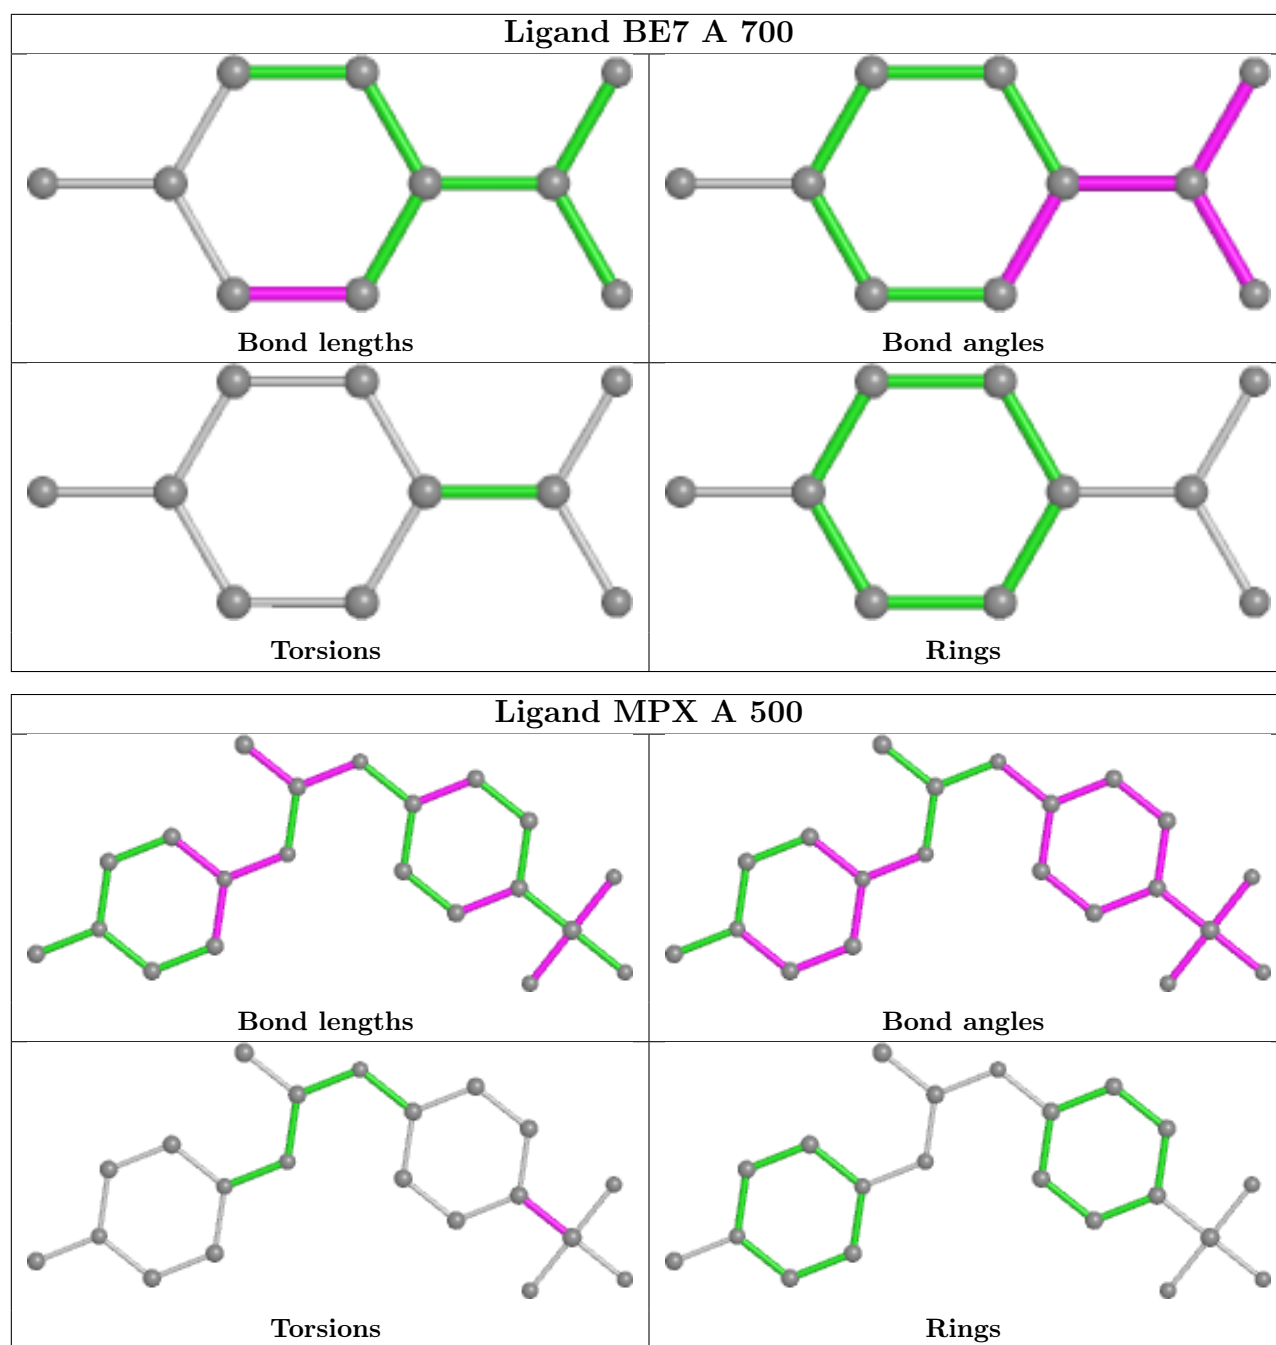 Ligand BE7 A 700
Bond lengths
Bond angles
Torsions
Rings
Ligand MPX A 500
Bond lengths
Bond angles
Torsions
Rings